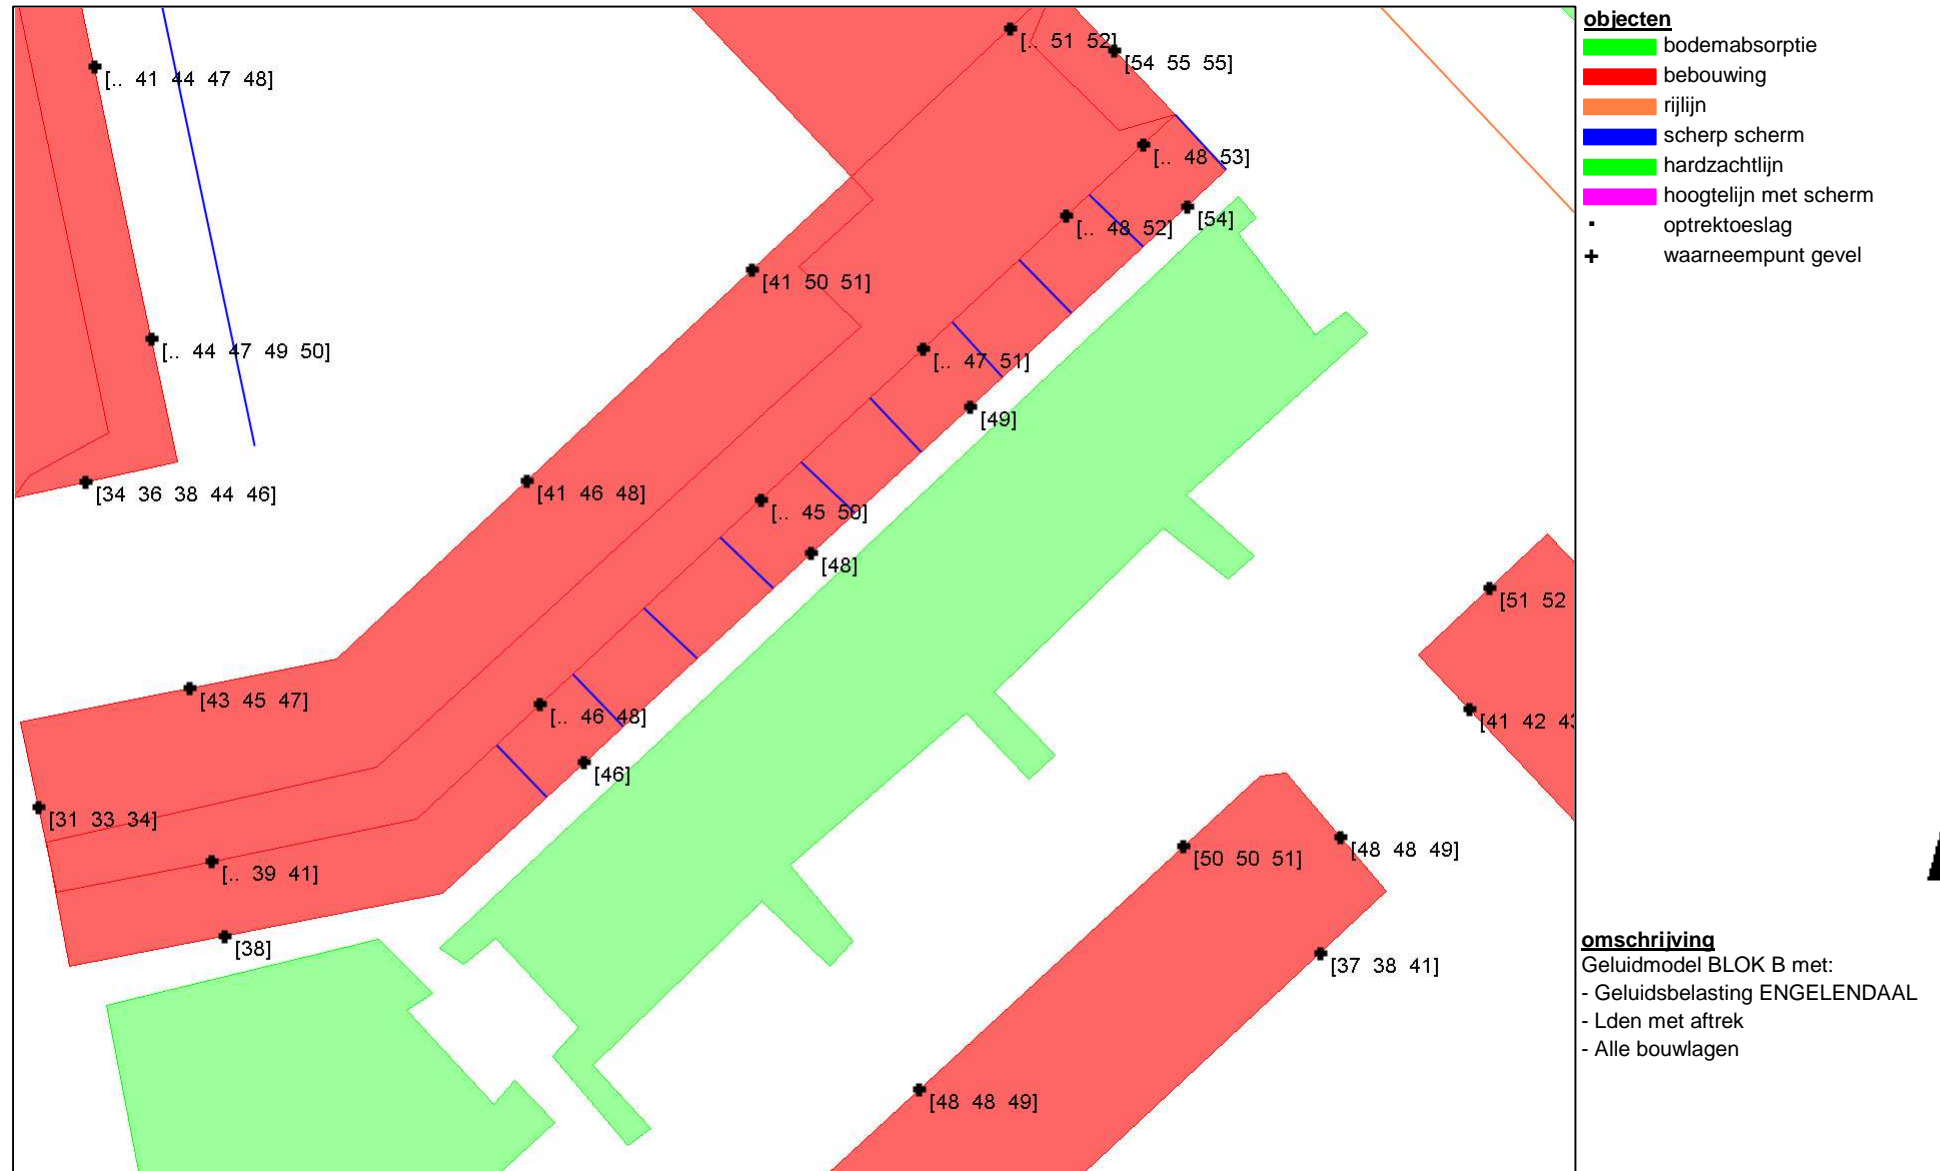 [.. 51 52]
[54 55 55]
[.. 41 44 47 48]
[.. 48 53]
[54]
[.. 48 52]
[41 50 51]
[.. 44 47 49 50]
[.. 47 51]
[49]
[34 36 38 44 46]
[41 46 48]
[.. 45 50]
[48]
[51 52
[43 45 47]
[.. 46 48]
[41 42 43
[46]
[31 33 34]
[.. 39 41]
[50 50 51]
[48 48 49]
[38]
[37 38 41]
[48 48 49]
objecten
bodemabsorptie
bebouwing
rijlijn
scherp scherm
hardzachtlijn
hoogtelijn met scherm
optrektoeslag
waarneempunt gevel
omschrijving
Geluidmodel BLOK B met:
- Geluidsbelasting ENGELENDAAL
- Lden met aftrek
- Alle bouwlagen